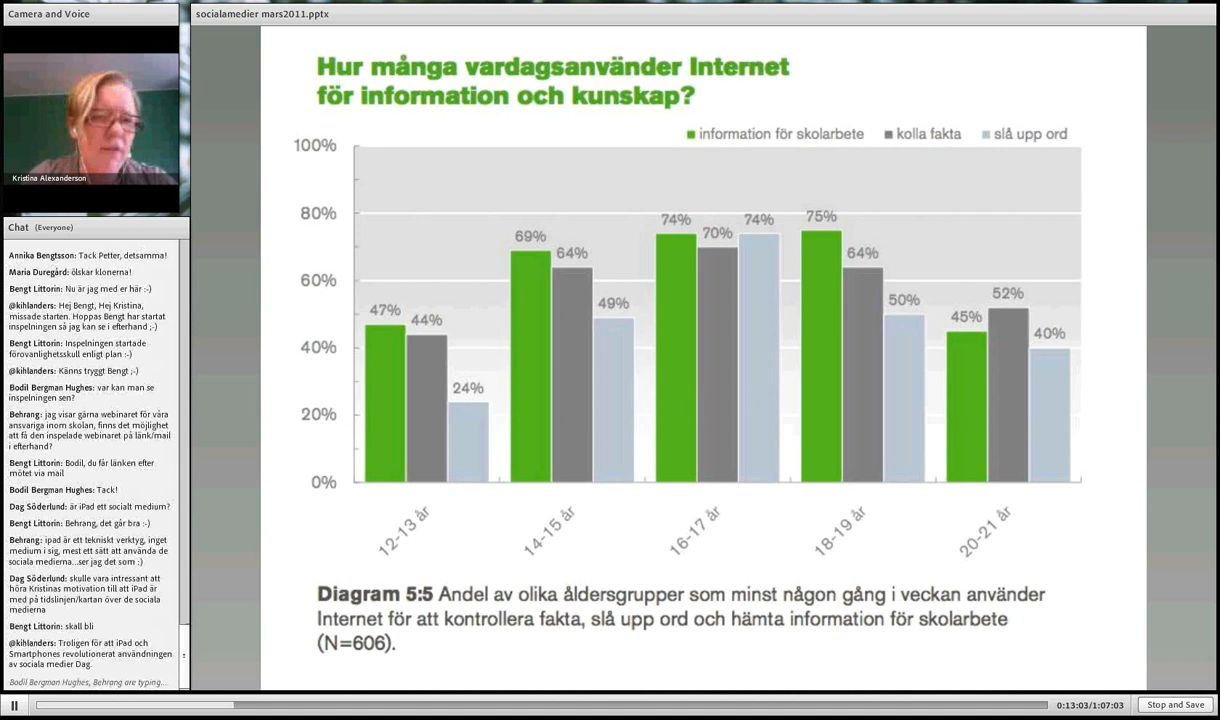 Camera and Voice
socialmedier mars2011.pptx
Kristina Alexanderson
Chat (Everyone)
Annika Bengtsson: Tack Petter, detsamma!
Maria Duregård: ölskar klonerna!
Bengt Littorin: Nu är jag med er här :-)
@kihlanders: Hej Bengt, Hej Kristina,
missade starten. Hoppas Bengt har startat
inspelningen så jag kan se i efterhand ;-)
Bengt Littorin: Inspelningen startade
förovanlighetsskull enligt plan :-)
@kihlanders: Känns tryggt Bengt ;-)
Bodil Bergman Hughes: var kan man se
inspelningen sen?
Behrang: jag visar gärna webinaret för våra
ansvariga inom skolan, finns det möjlighet
att få den inspelade webinaret på länk/mail
i efterhand?
Bengt Littorin: Bodil, du får länken efter
mötet via mail
Bodil Bergman Hughes: Tack!
Dag Söderlund: är iPad ett socialt medium?
Bengt Littorin: Behrang, det går bra :-)
Behrang: ipad är ett tekniskt verktyg, inget
medium i sig, mest ett sätt att använda de
sociala medierna...ser jag det som :)
Dag Söderlund: skulle vara intressant att
höra Kristinas motivation till att iPad är
med på tidslinjen/kartan över de sociala
medierna
Bengt Littorin: skall bli
@kihlanders: Troligen för att iPad och
Smartphones revolutionerat användningen
av sociala medier Dag.
Bodil Bergman Hughes, Behrang are typing...
Hur många vardagsanvänder Internet
för information och kunskap?
information för skolarbete kolla fakta slå upp ord
100%
80%
60%
40%
20%
0%
47% 44% 24%
69% 64% 49%
74% 70% 74%
75% 64% 50%
45% 52% 40%
12-13 år
14-15 år
16-17 år
18-19 år
20-21 år
Diagram 5:5 Andel av olika åldersgrupper som minst någon gång i veckan använder
Internet för att kontrollera fakta, slå upp ord och hämta information för skolarbete
(N=606).
0:13:03/1:07:03
Stop and Save